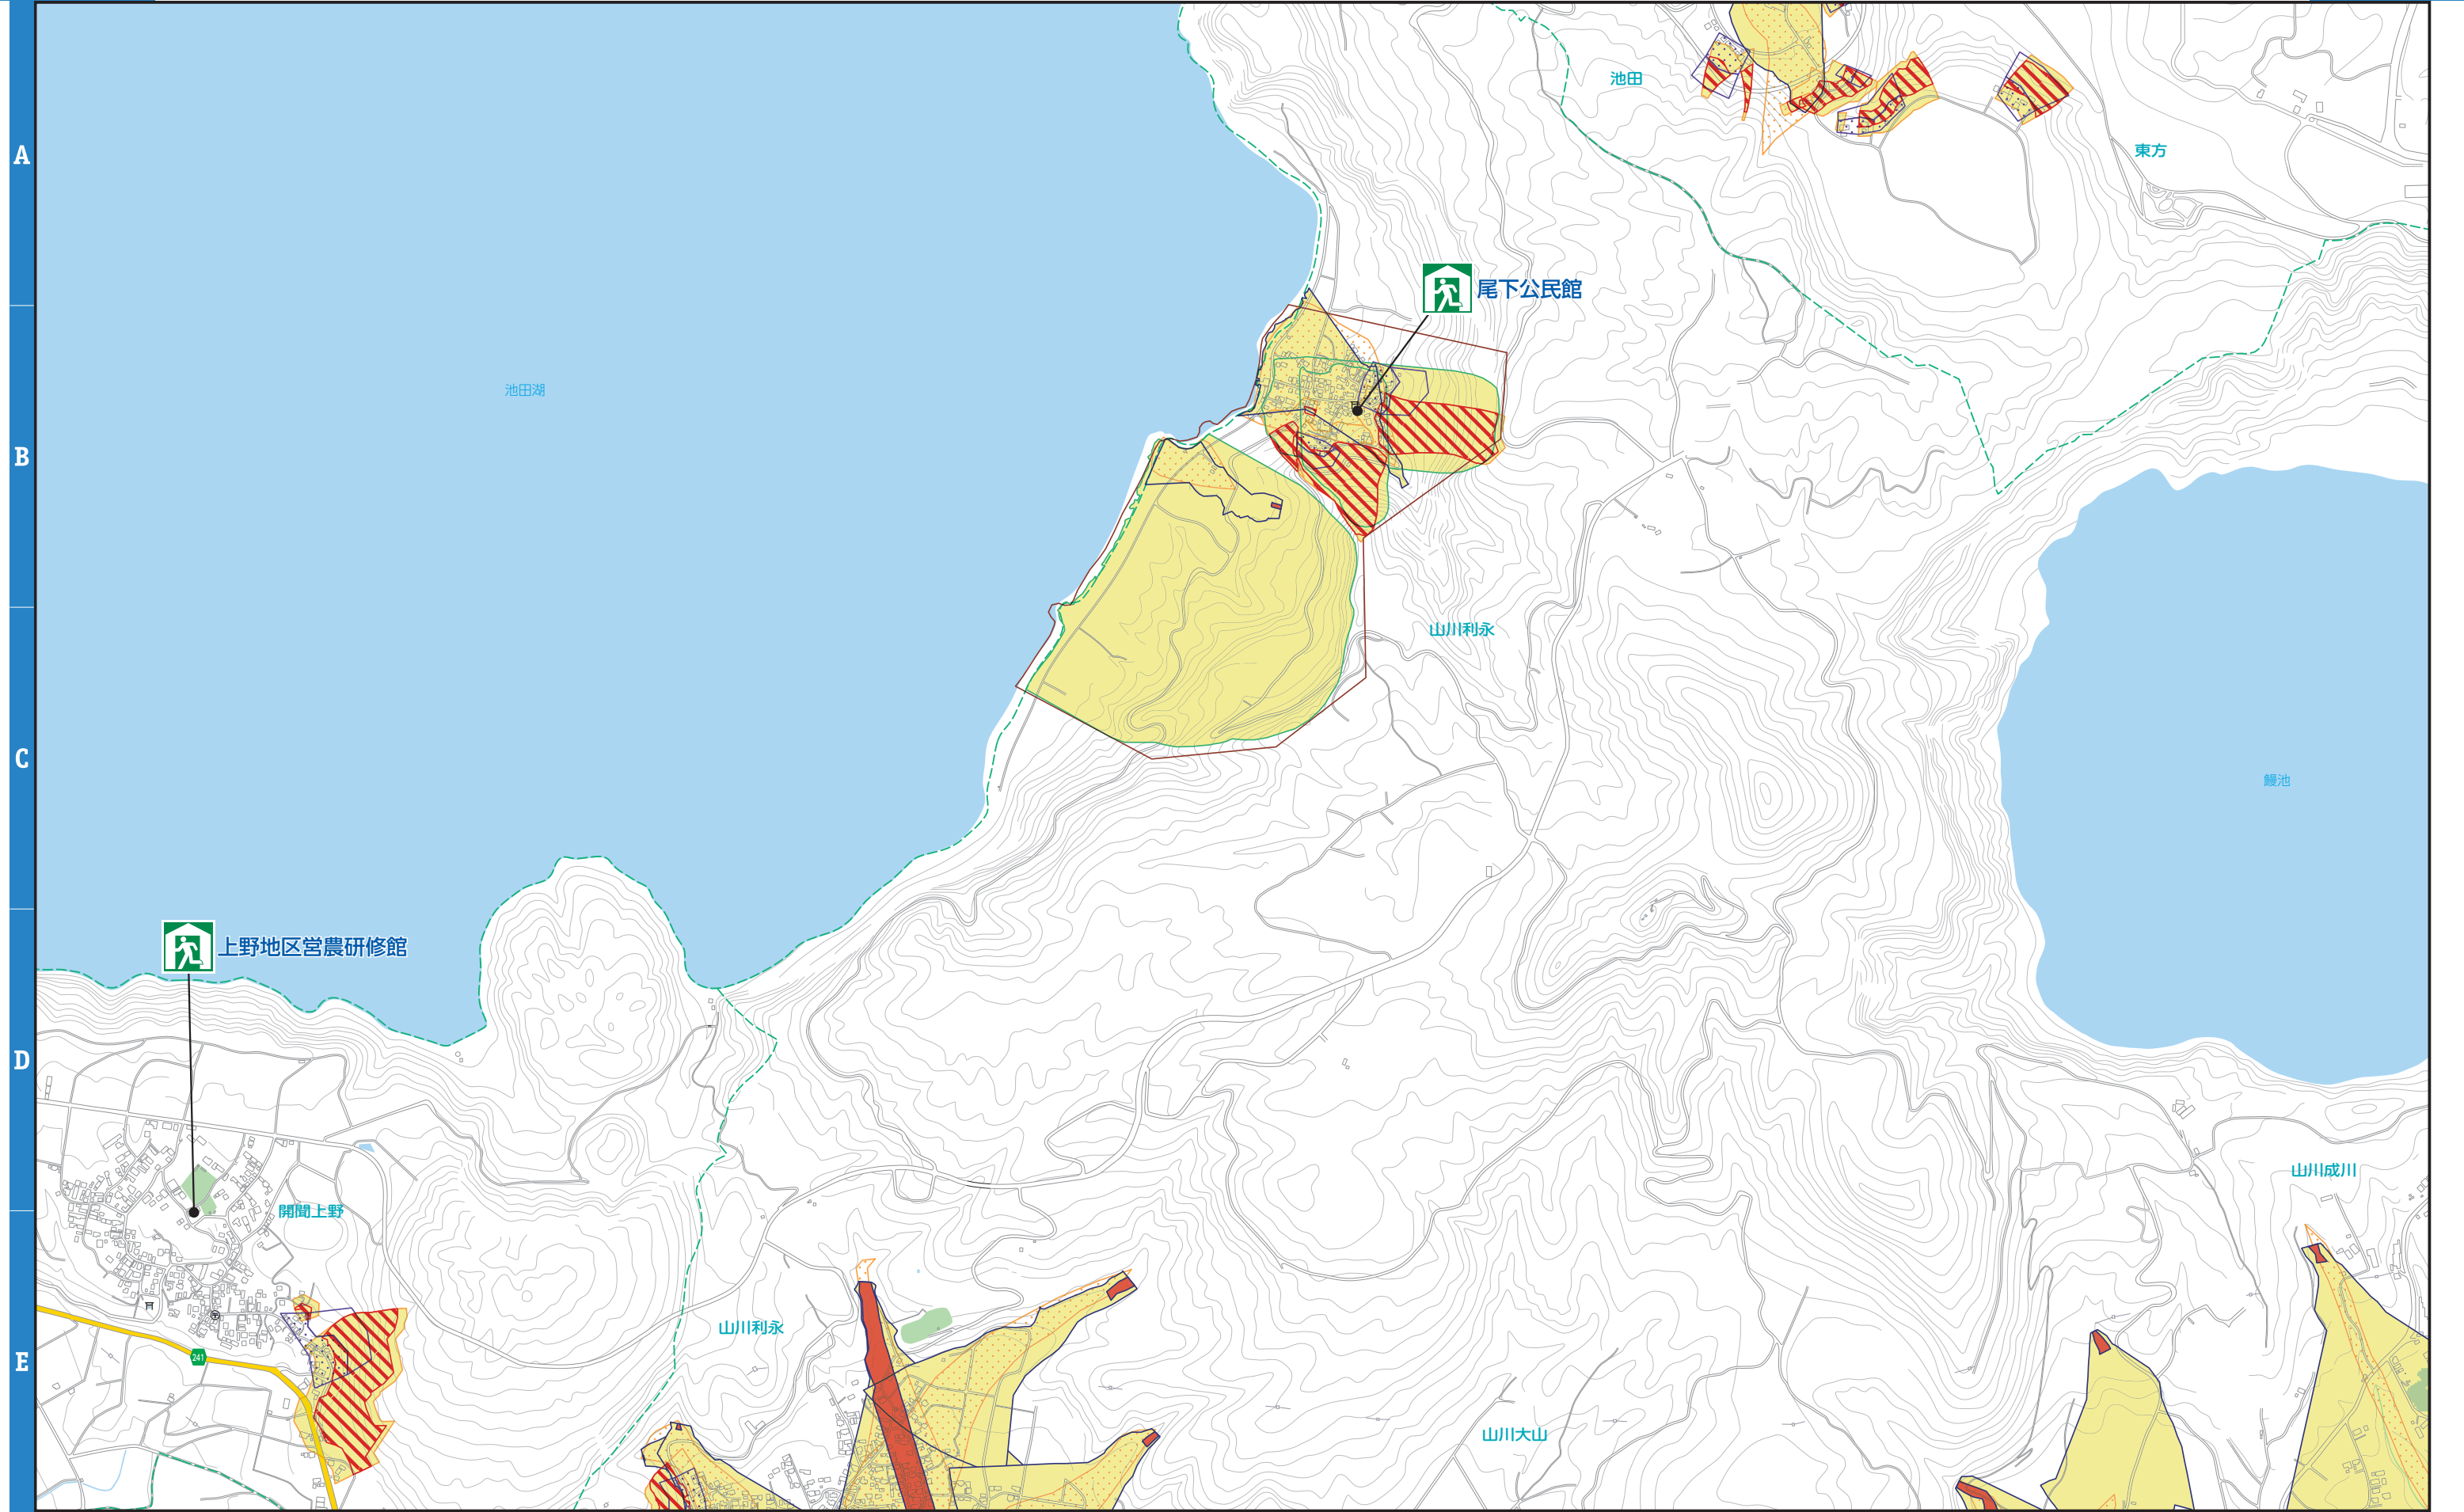 A
池田
東方
尾下公民館
池田湖
B
山川利永
C
鰻池
上野地区営農研修館
D
山川成川
開聞上野
山川利永
241
E
山川大山